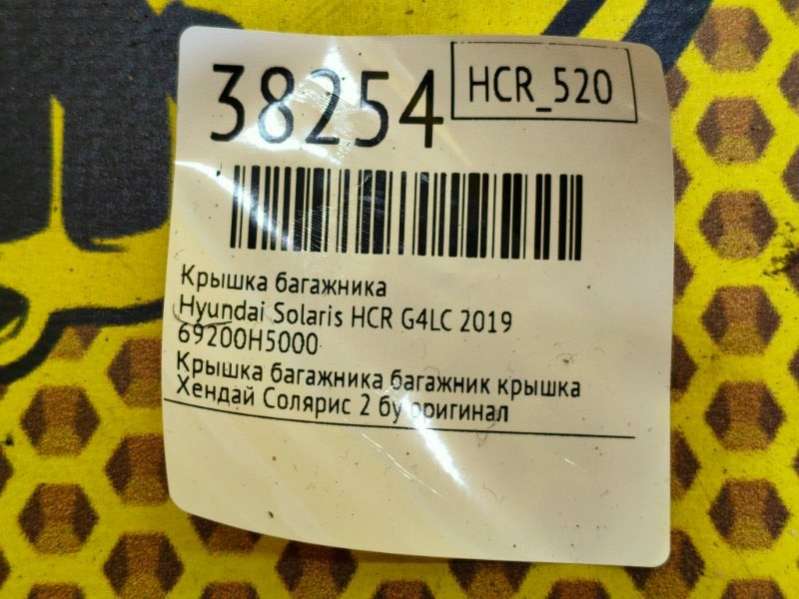 38254
HCR_520
Крышка багажника
Hyundai Solaris HCR G4LC 2019
69200H5000
Крышка багажника багажник крышка
Хендай Солярис 2 бу оригинал